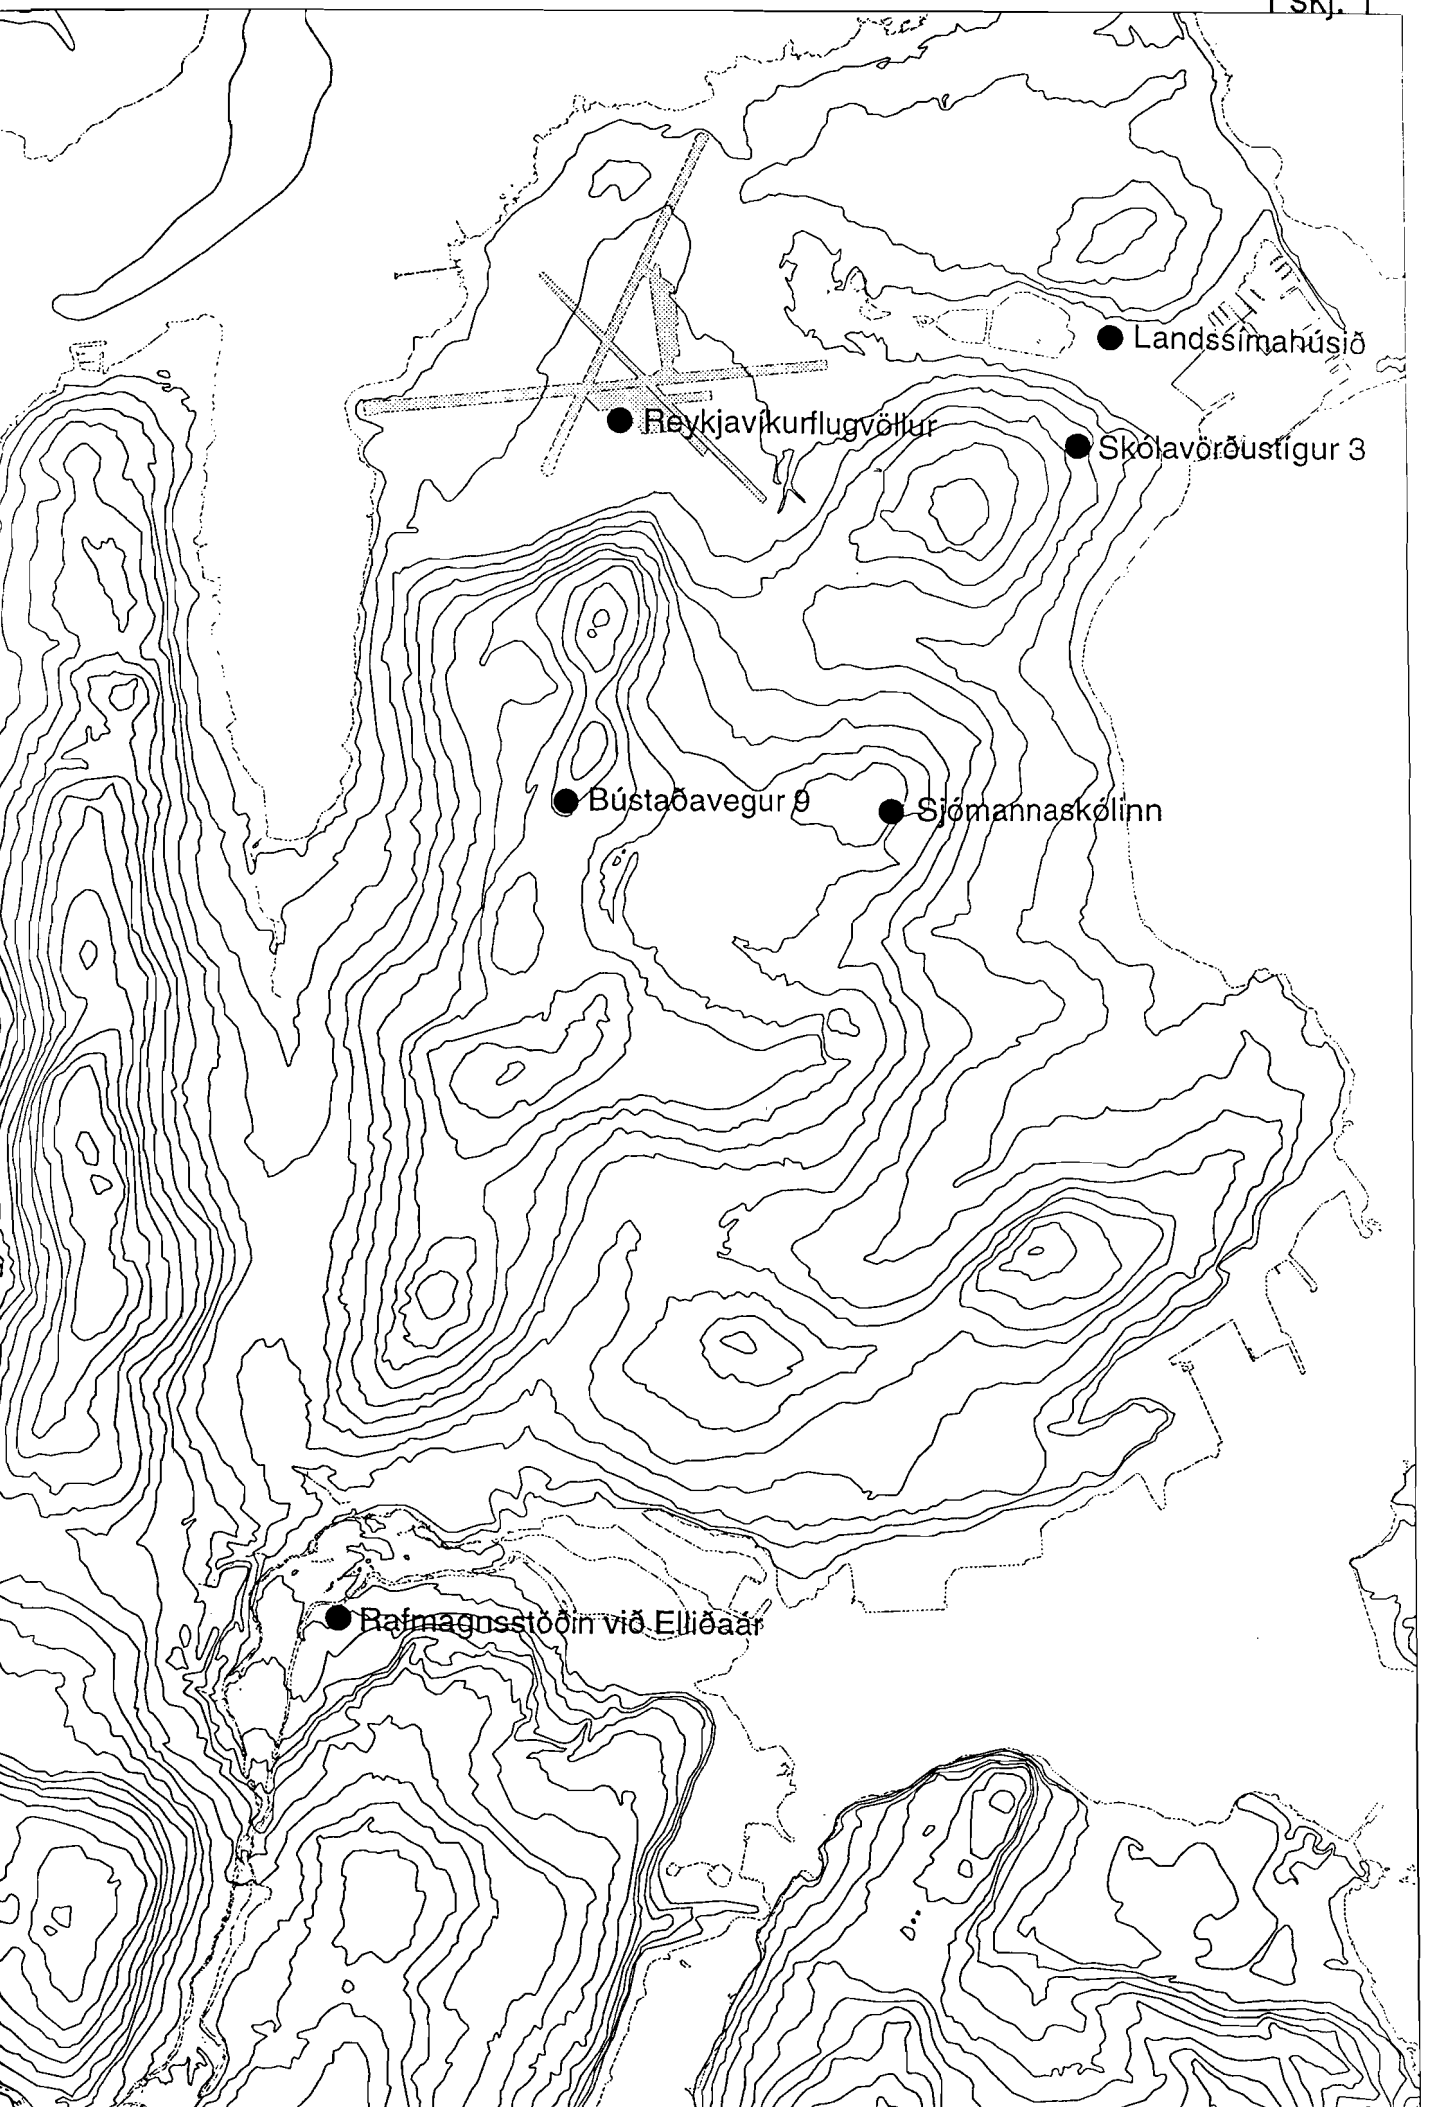 Landssímahúsið
Reykjavíkurflugvöllur
Skólavörðustígur 3
Bústaðavegur 9
Sjómannaskólinn
Rafmagnsstöðin við Elliðaár